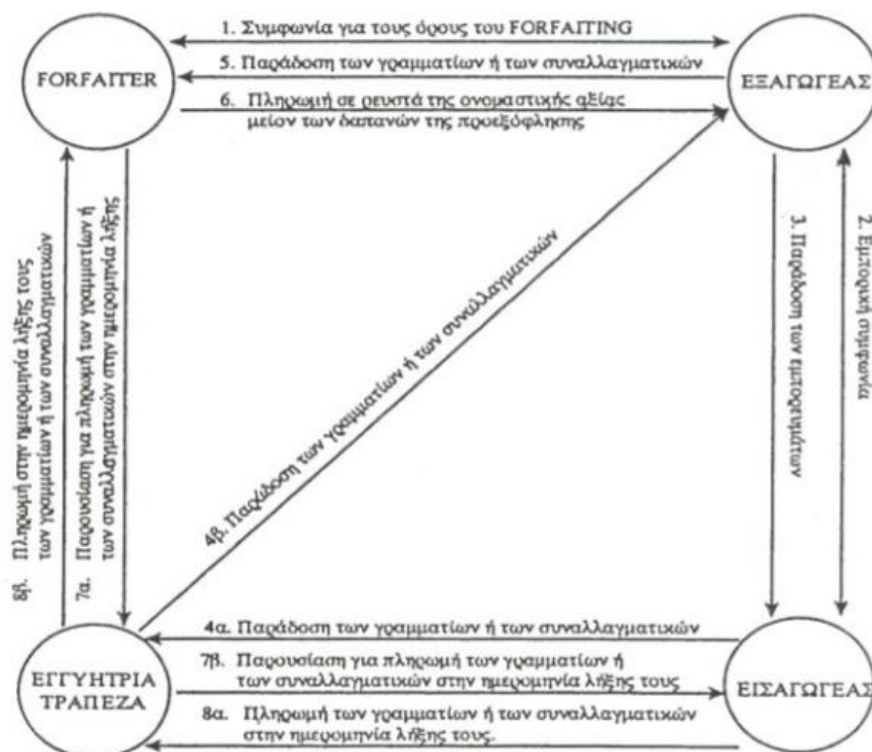 1. Συμφωνία για τους όρους του FORFAITING
5. Παράδοση των γραμματίων ή των συναλλαγματικών
6. Πληρωμή σε ρευστά της ονομαστικής αξίας
μείον των δαπανών της προεξόφλησης
FORFAITER
ΕΞΑΓΩΓΕΑΣ
8β. Πληρωμή στην ημερομηνία λήξης τους
των γραμματίων ή των συναλλαγματικών
7α. Παρουσίαση για πληρωμή των γραμματίων ή
των συναλλαγματικών στην ημερομηνία λήξης
4β. Παράδοση των γραμματίων ή των συναλλαγματικών
3. Παράδοση των εμπορευμάτων
2. Εμπορική συμφωνία
4α. Παράδοση των γραμματίων ή των συναλλαγματικών
7β. Παρουσίαση για πληρωμή των γραμματίων ή
των συναλλαγματικών στην ημερομηνία λήξης τους
8α. Πληρωμή των γραμματίων ή των συναλλαγματικών
στην ημερομηνία λήξης τους.
ΕΓΓΥΗΤΡΙΑ
ΤΡΑΠΕΖΑ
ΕΙΣΑΓΩΓΕΑΣ